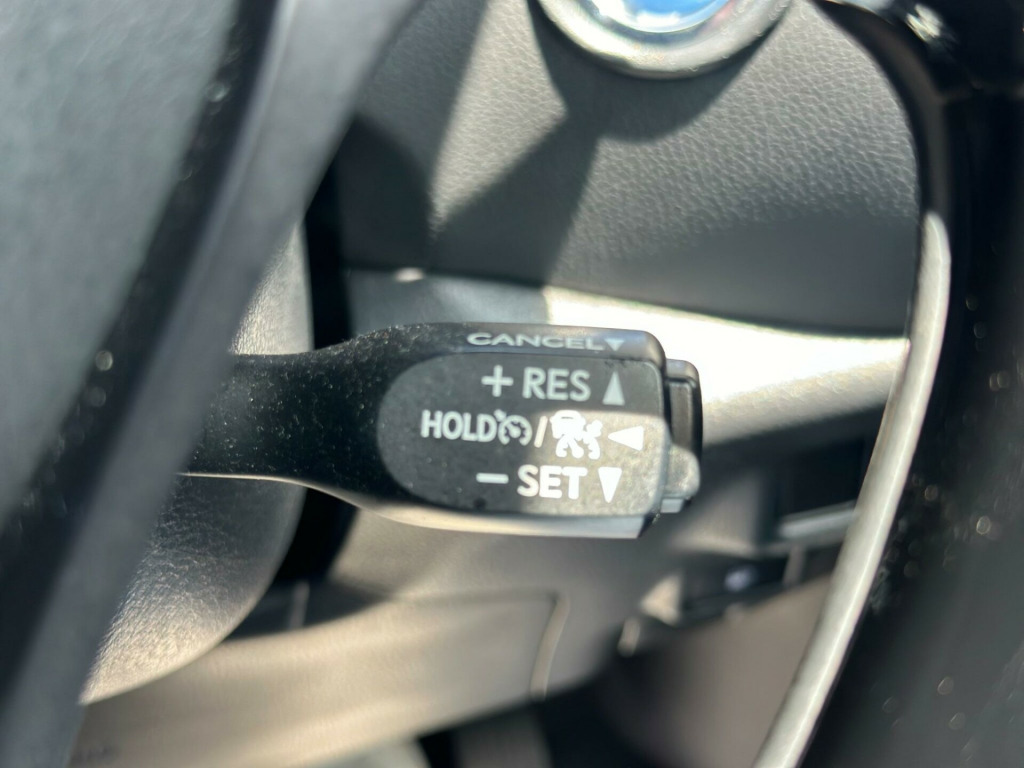 CANCEL▼
+ RES ▲
HOLD / ◀
− SET ▼